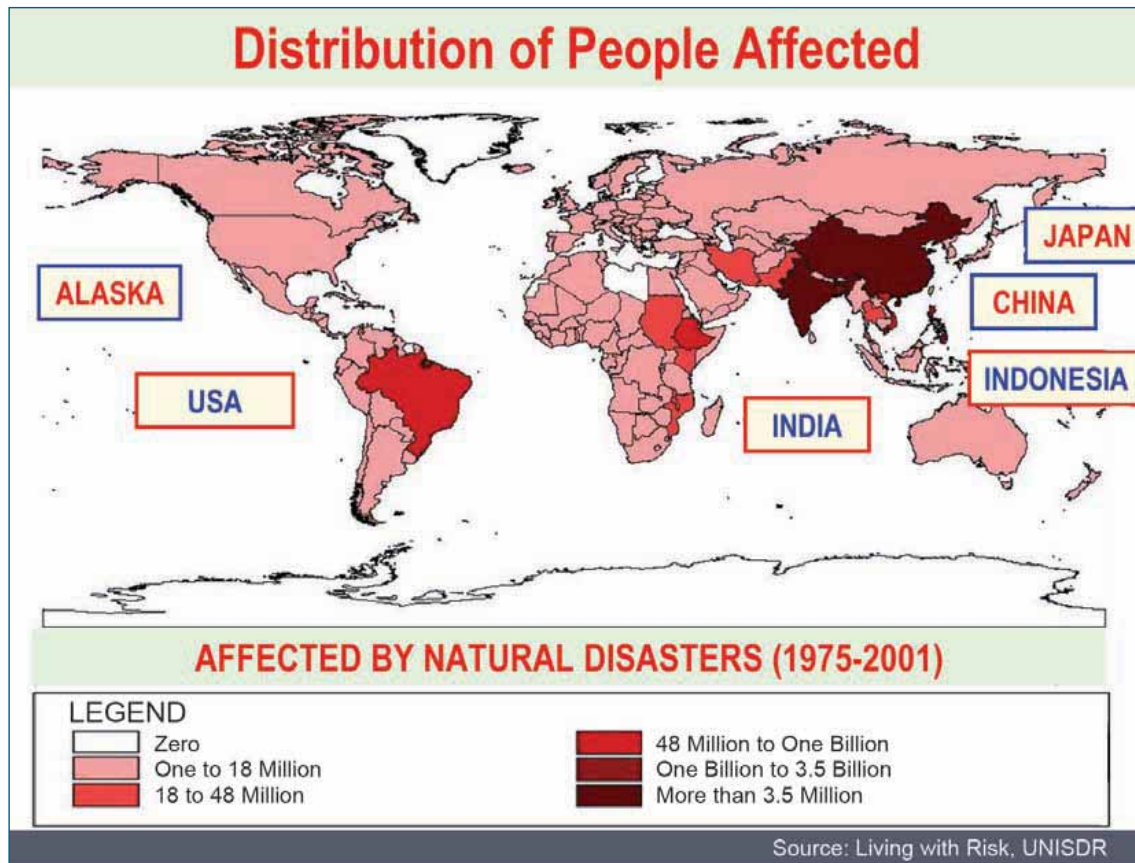 Distribution of People Affected
JAPAN
ALASKA
CHINA
INDONESIA
USA
INDIA
AFFECTED BY NATURAL DISASTERS (1975-2001)
LEGEND
Zero
One to 18 Million
18 to 48 Million
48 Million to One Billion
One Billion to 3.5 Billion
More than 3.5 Million
Source: Living with Risk, UNISDR